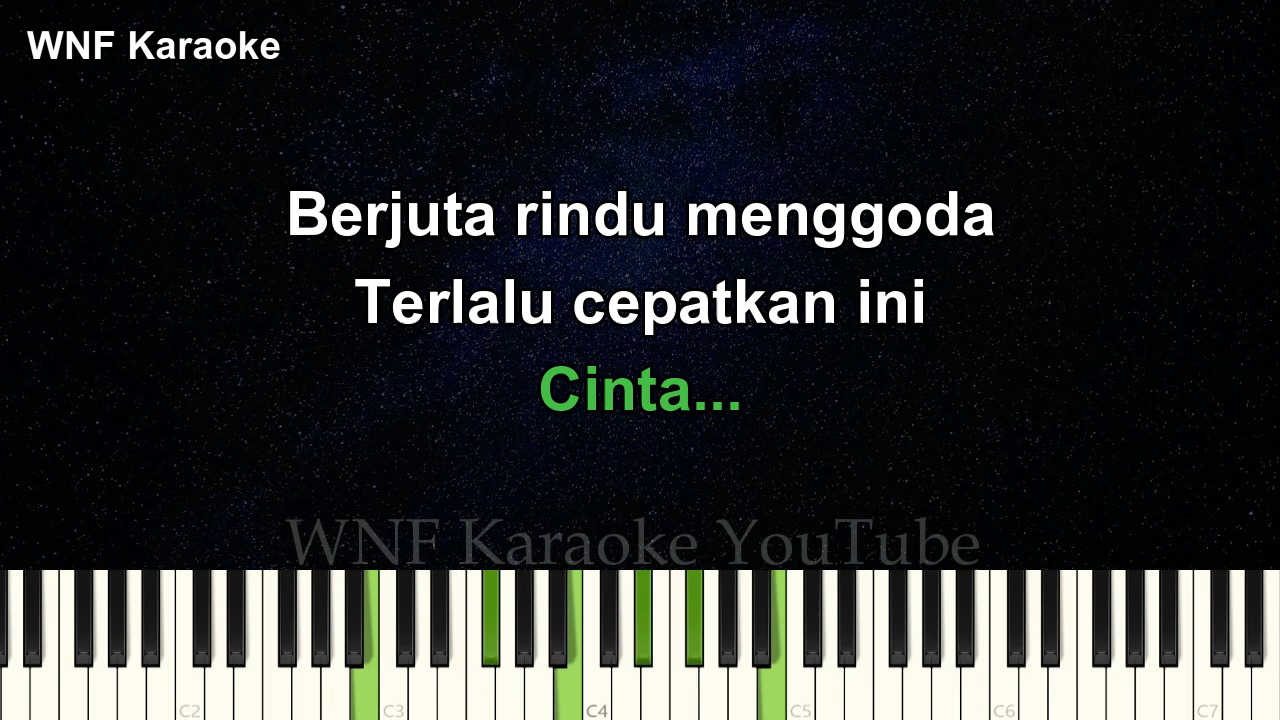 WNF Karaoke
Berjuta rindu menggoda
Terlalu cepatkan ini
Cinta...
WNF Karaoke YouTube
C2 C3 C4 C5 C6 C7